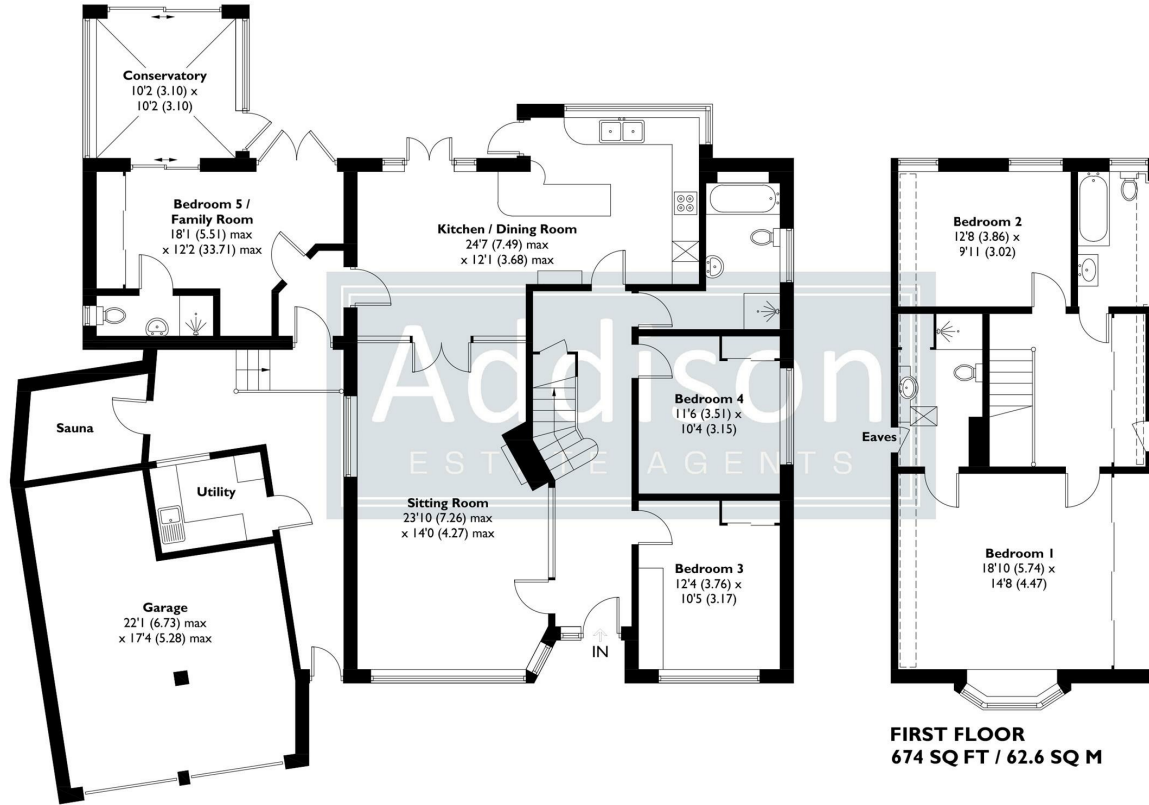 Conservatory
10'2 (3.10) x
10'2 (3.10)
Bedroom 5 /
Family Room
18'1 (5.51) max
x 12'2 (33.71) max
Kitchen / Dining Room
24'7 (7.49) max
x 12'1 (3.68) max
Bedroom 2
12'8 (3.86) x
9'11 (3.02)
Addison
ESTATE AGENTS
Bedroom 4
11'6 (3.51) x
10'4 (3.15)
Sauna
Eaves
Utility
Sitting Room
23'10 (7.26) max
x 14'0 (4.27) max
Bedroom 3
12'4 (3.76) x
10'5 (3.17)
Bedroom 1
18'10 (5.74) x
14'8 (4.47)
Garage
22'1 (6.73) max
x 17'4 (5.28) max
IN
FIRST FLOOR
674 SQ FT / 62.6 SQ M